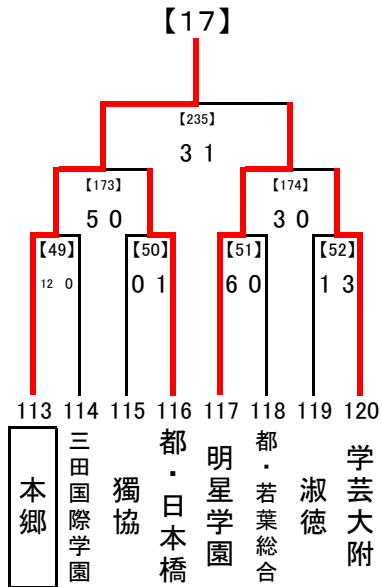 【17】
【235】
3 1
【173】
5 0
【174】
3 0
【49】
12 0
【50】
0 1
【51】
6 0
【52】
1 3
113 114 115 116 117 118 119 120
本郷
三田国際学園
獨協
都・日本橋
明星学園
都・若葉総合
淑徳
学芸大附